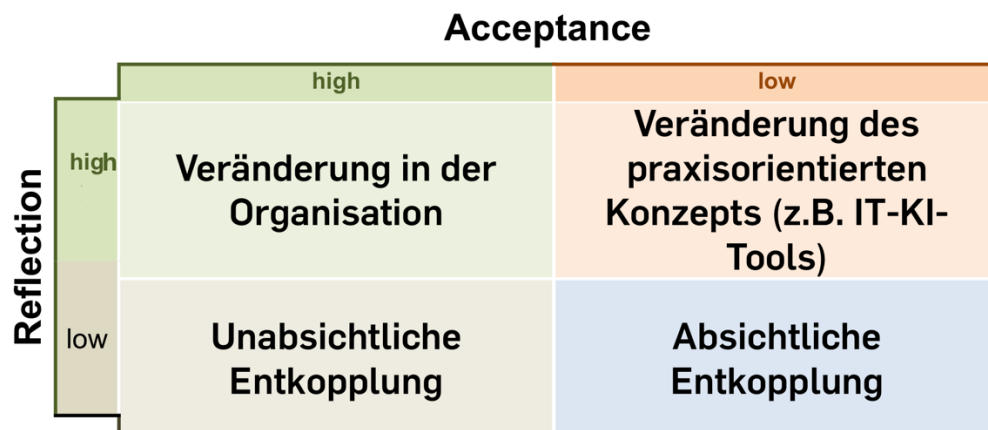 Acceptance
high
low
Reflection
high
Veränderung in der
Organisation
Veränderung des
praxisorientierten
Konzepts (z.B. IT-KI-
Tools)
low
Unabsichtliche
Entkopplung
Absichtliche
Entkopplung